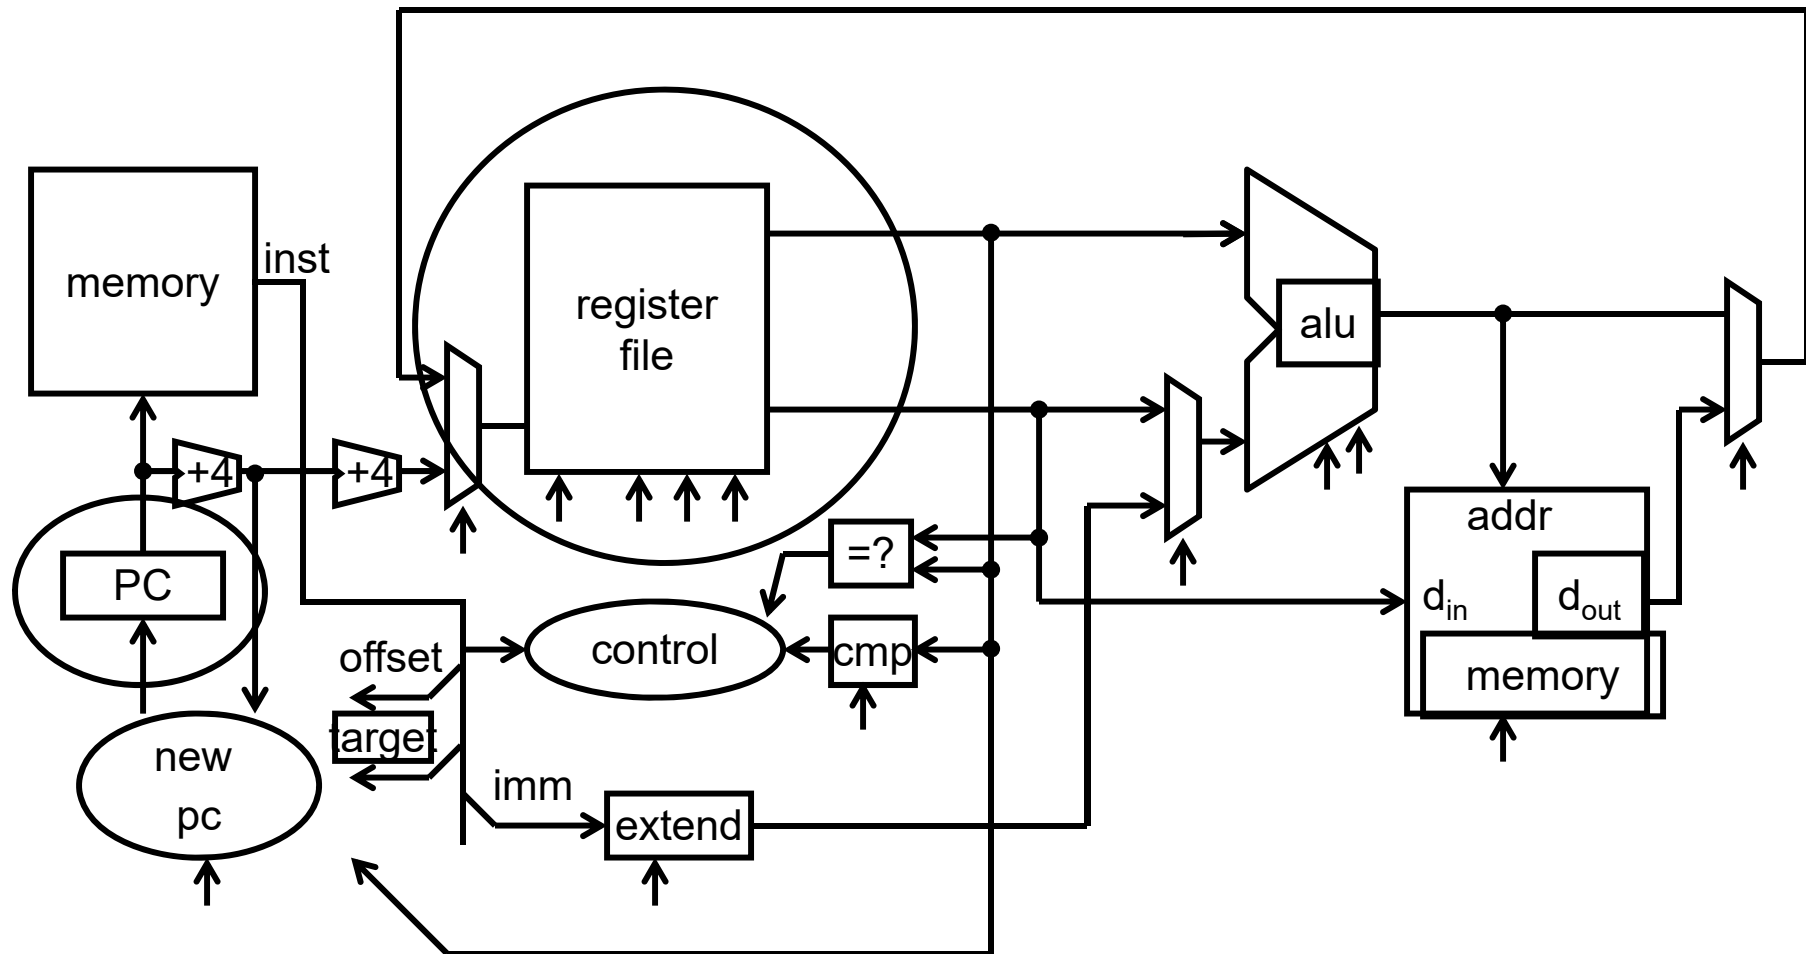 inst
memory
register
file
alu
+4
+4
addr
=?
PC
d_in
d_out
offset
control
cmp
memory
target
new
pc
imm
extend